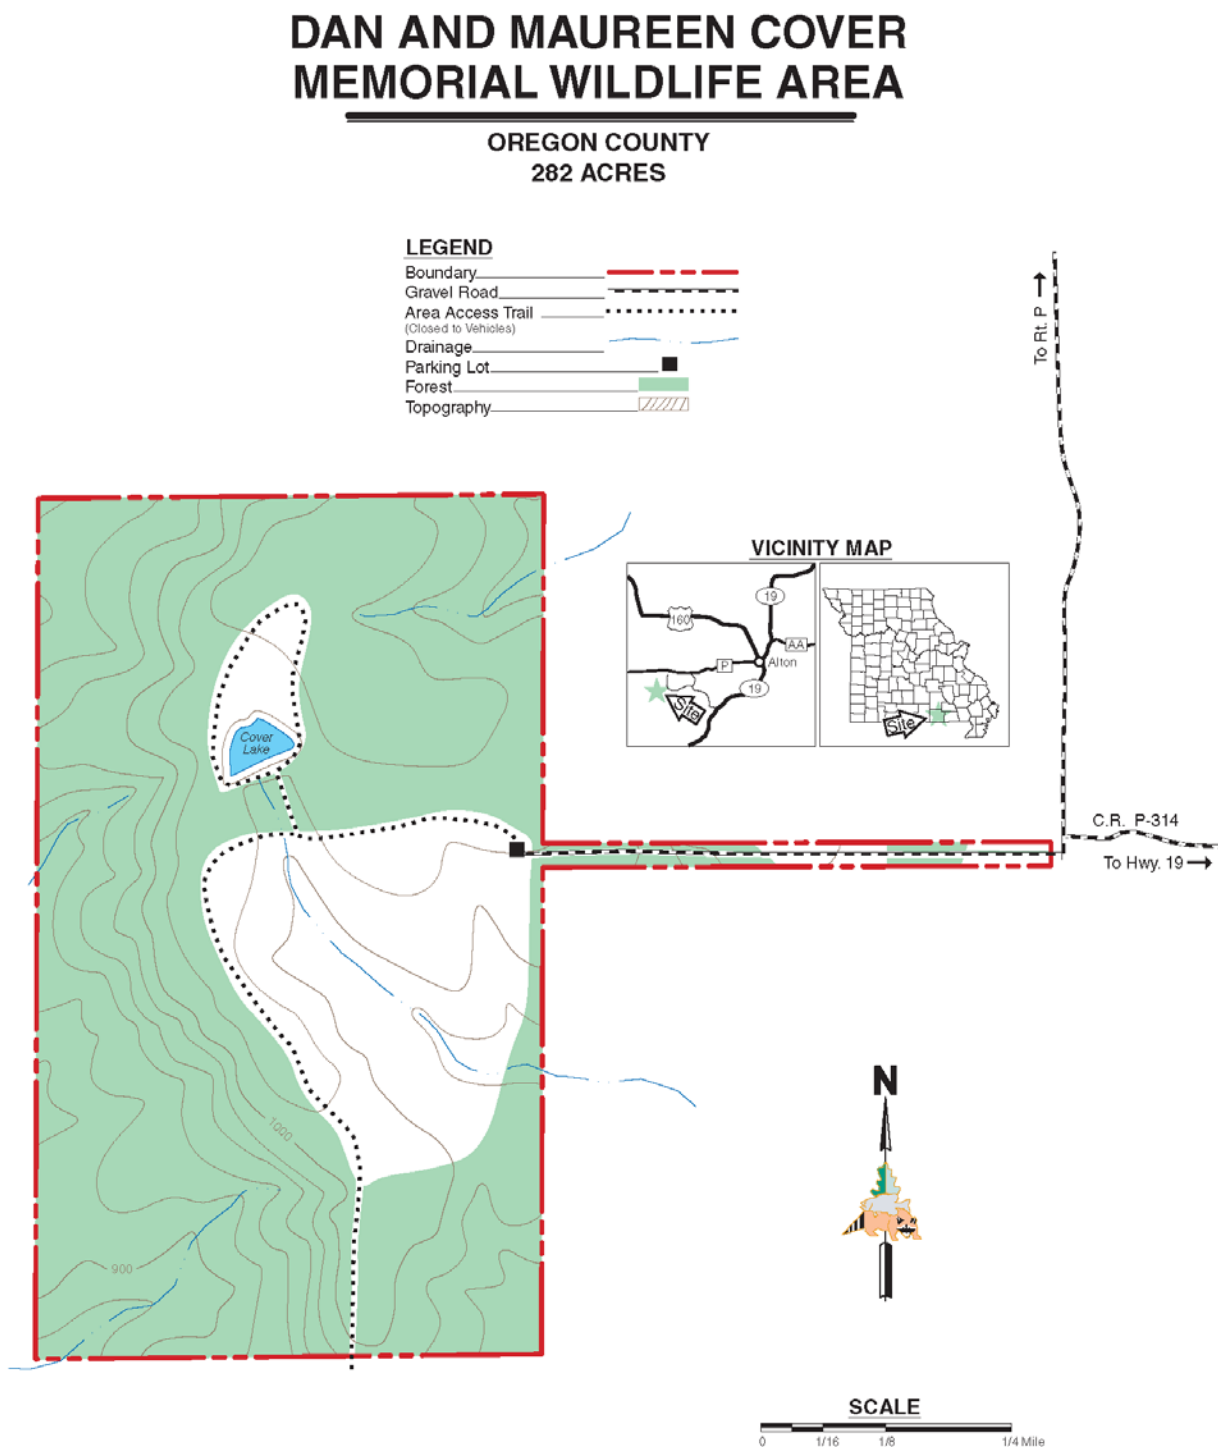 DAN AND MAUREEN COVER
MEMORIAL WILDLIFE AREA
OREGON COUNTY
282 ACRES
LEGEND
Boundary
Gravel Road
Area Access Trail
(Closed to Vehicles)
Drainage
Parking Lot
Forest
Topography
To Rt. P
VICINITY MAP
19
160
AA
P
Alton
19
Site
Site
Cover
Lake
C.R. P-314
To Hwy. 19
1000
900
N
SCALE
0 1/16 1/8 1/4 Mile